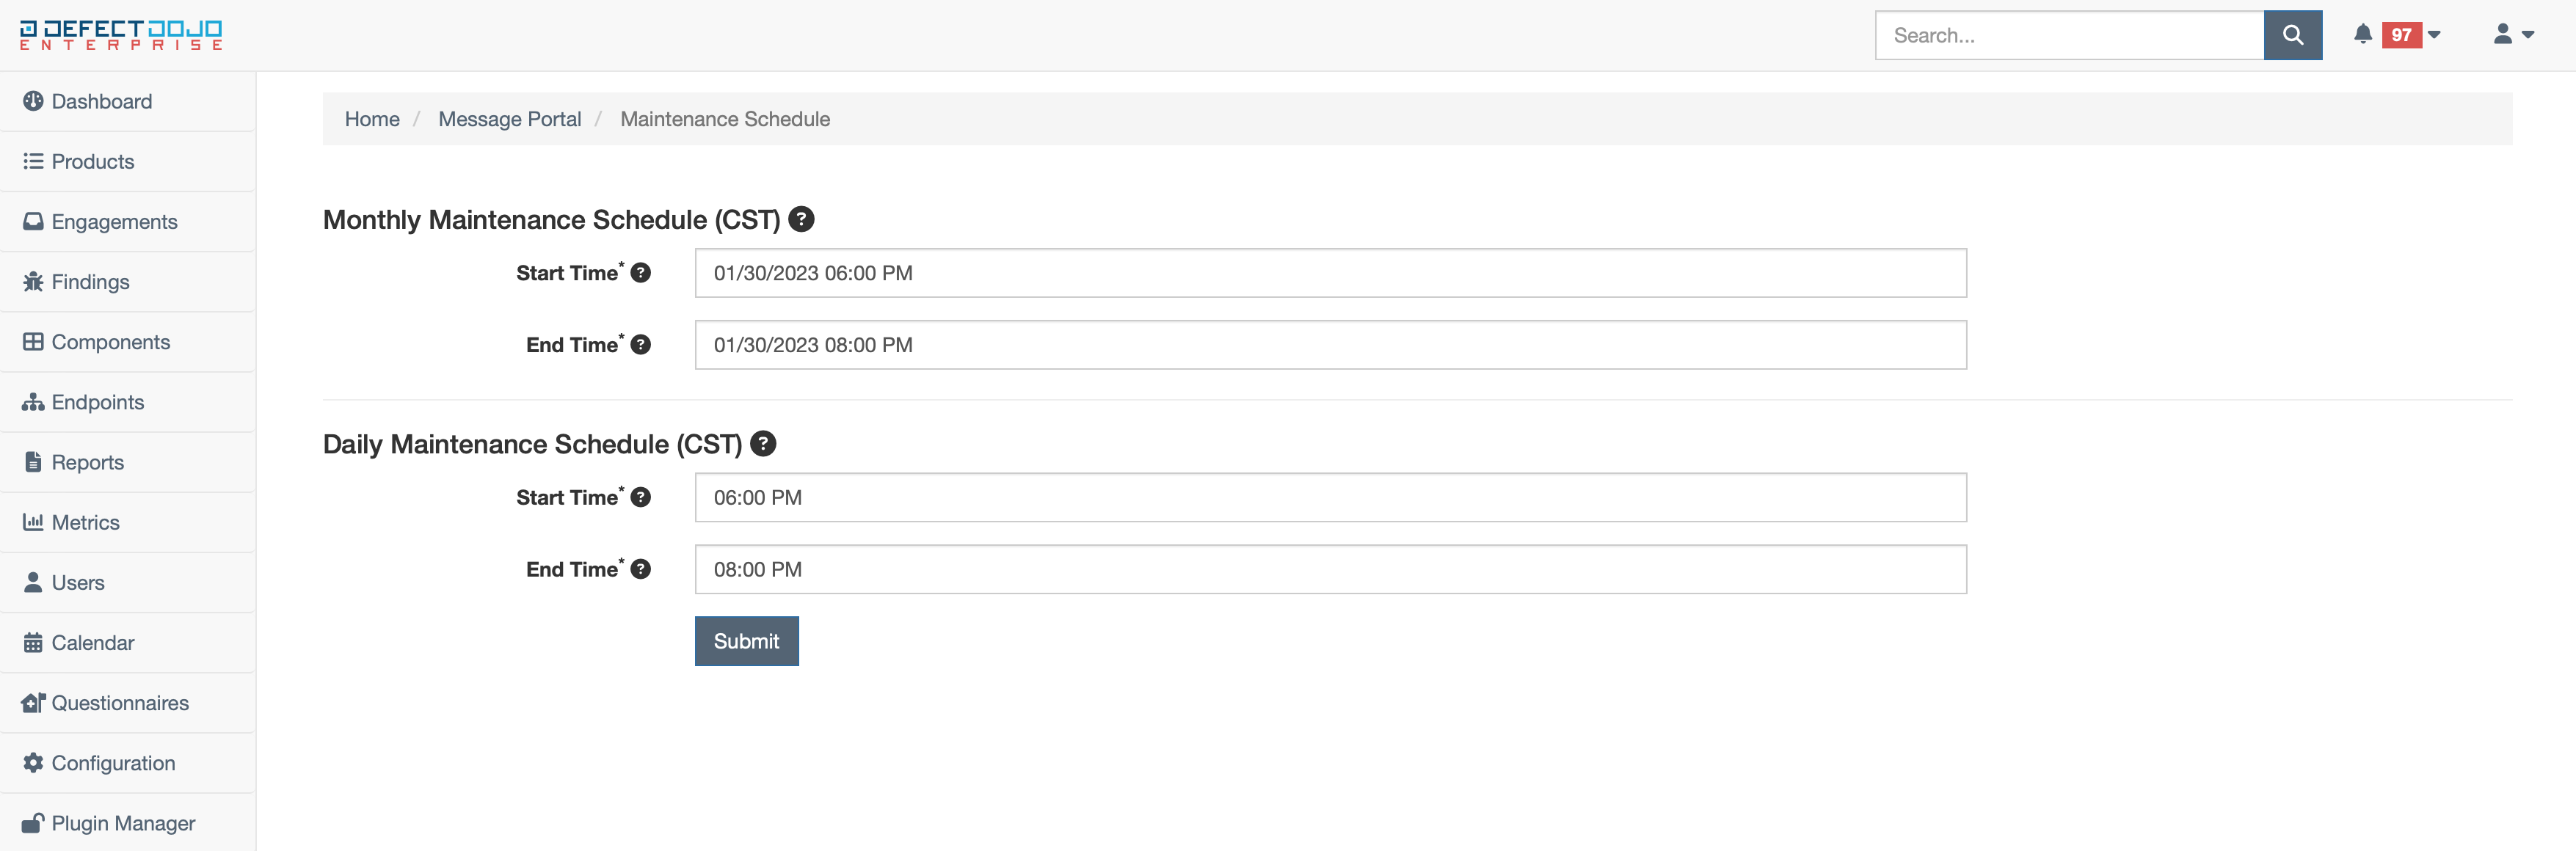 DEFECTDOJO
ENTERPRISE
Search...
97
Dashboard
Products
Engagements
Findings
Components
Endpoints
Reports
Metrics
Users
Calendar
Questionnaires
Configuration
Plugin Manager
Home / Message Portal / Maintenance Schedule
Monthly Maintenance Schedule (CST) ?
Start Time* ? 01/30/2023 06:00 PM
End Time* ? 01/30/2023 08:00 PM
Daily Maintenance Schedule (CST) ?
Start Time* ? 06:00 PM
End Time* ? 08:00 PM
Submit